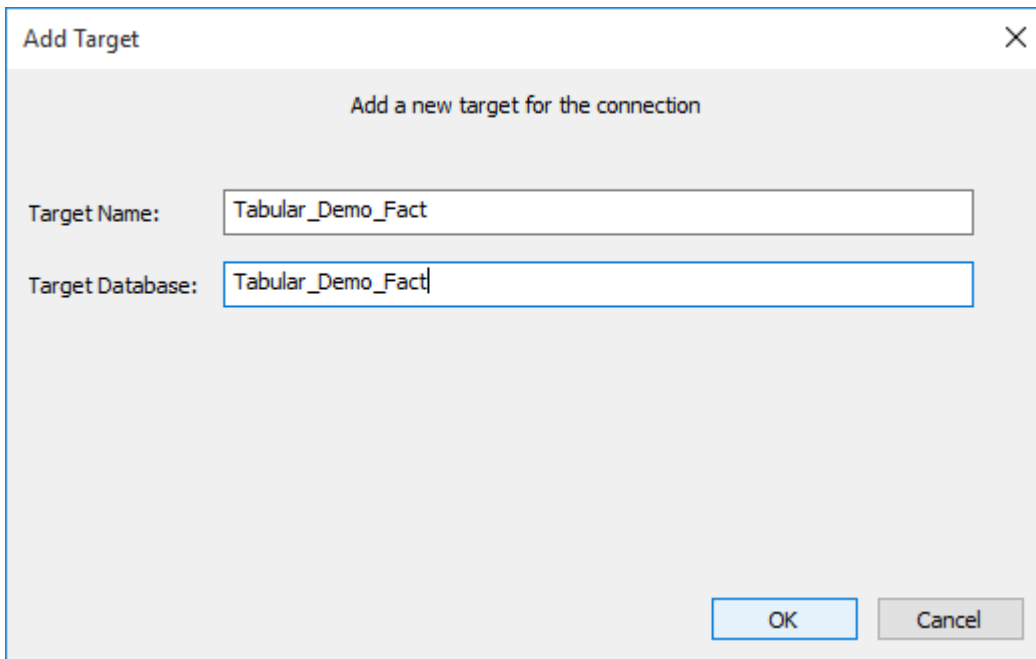 Add Target
Add a new target for the connection
Target Name: Tabular_Demo_Fact
Target Database: Tabular_Demo_Fact
OK Cancel